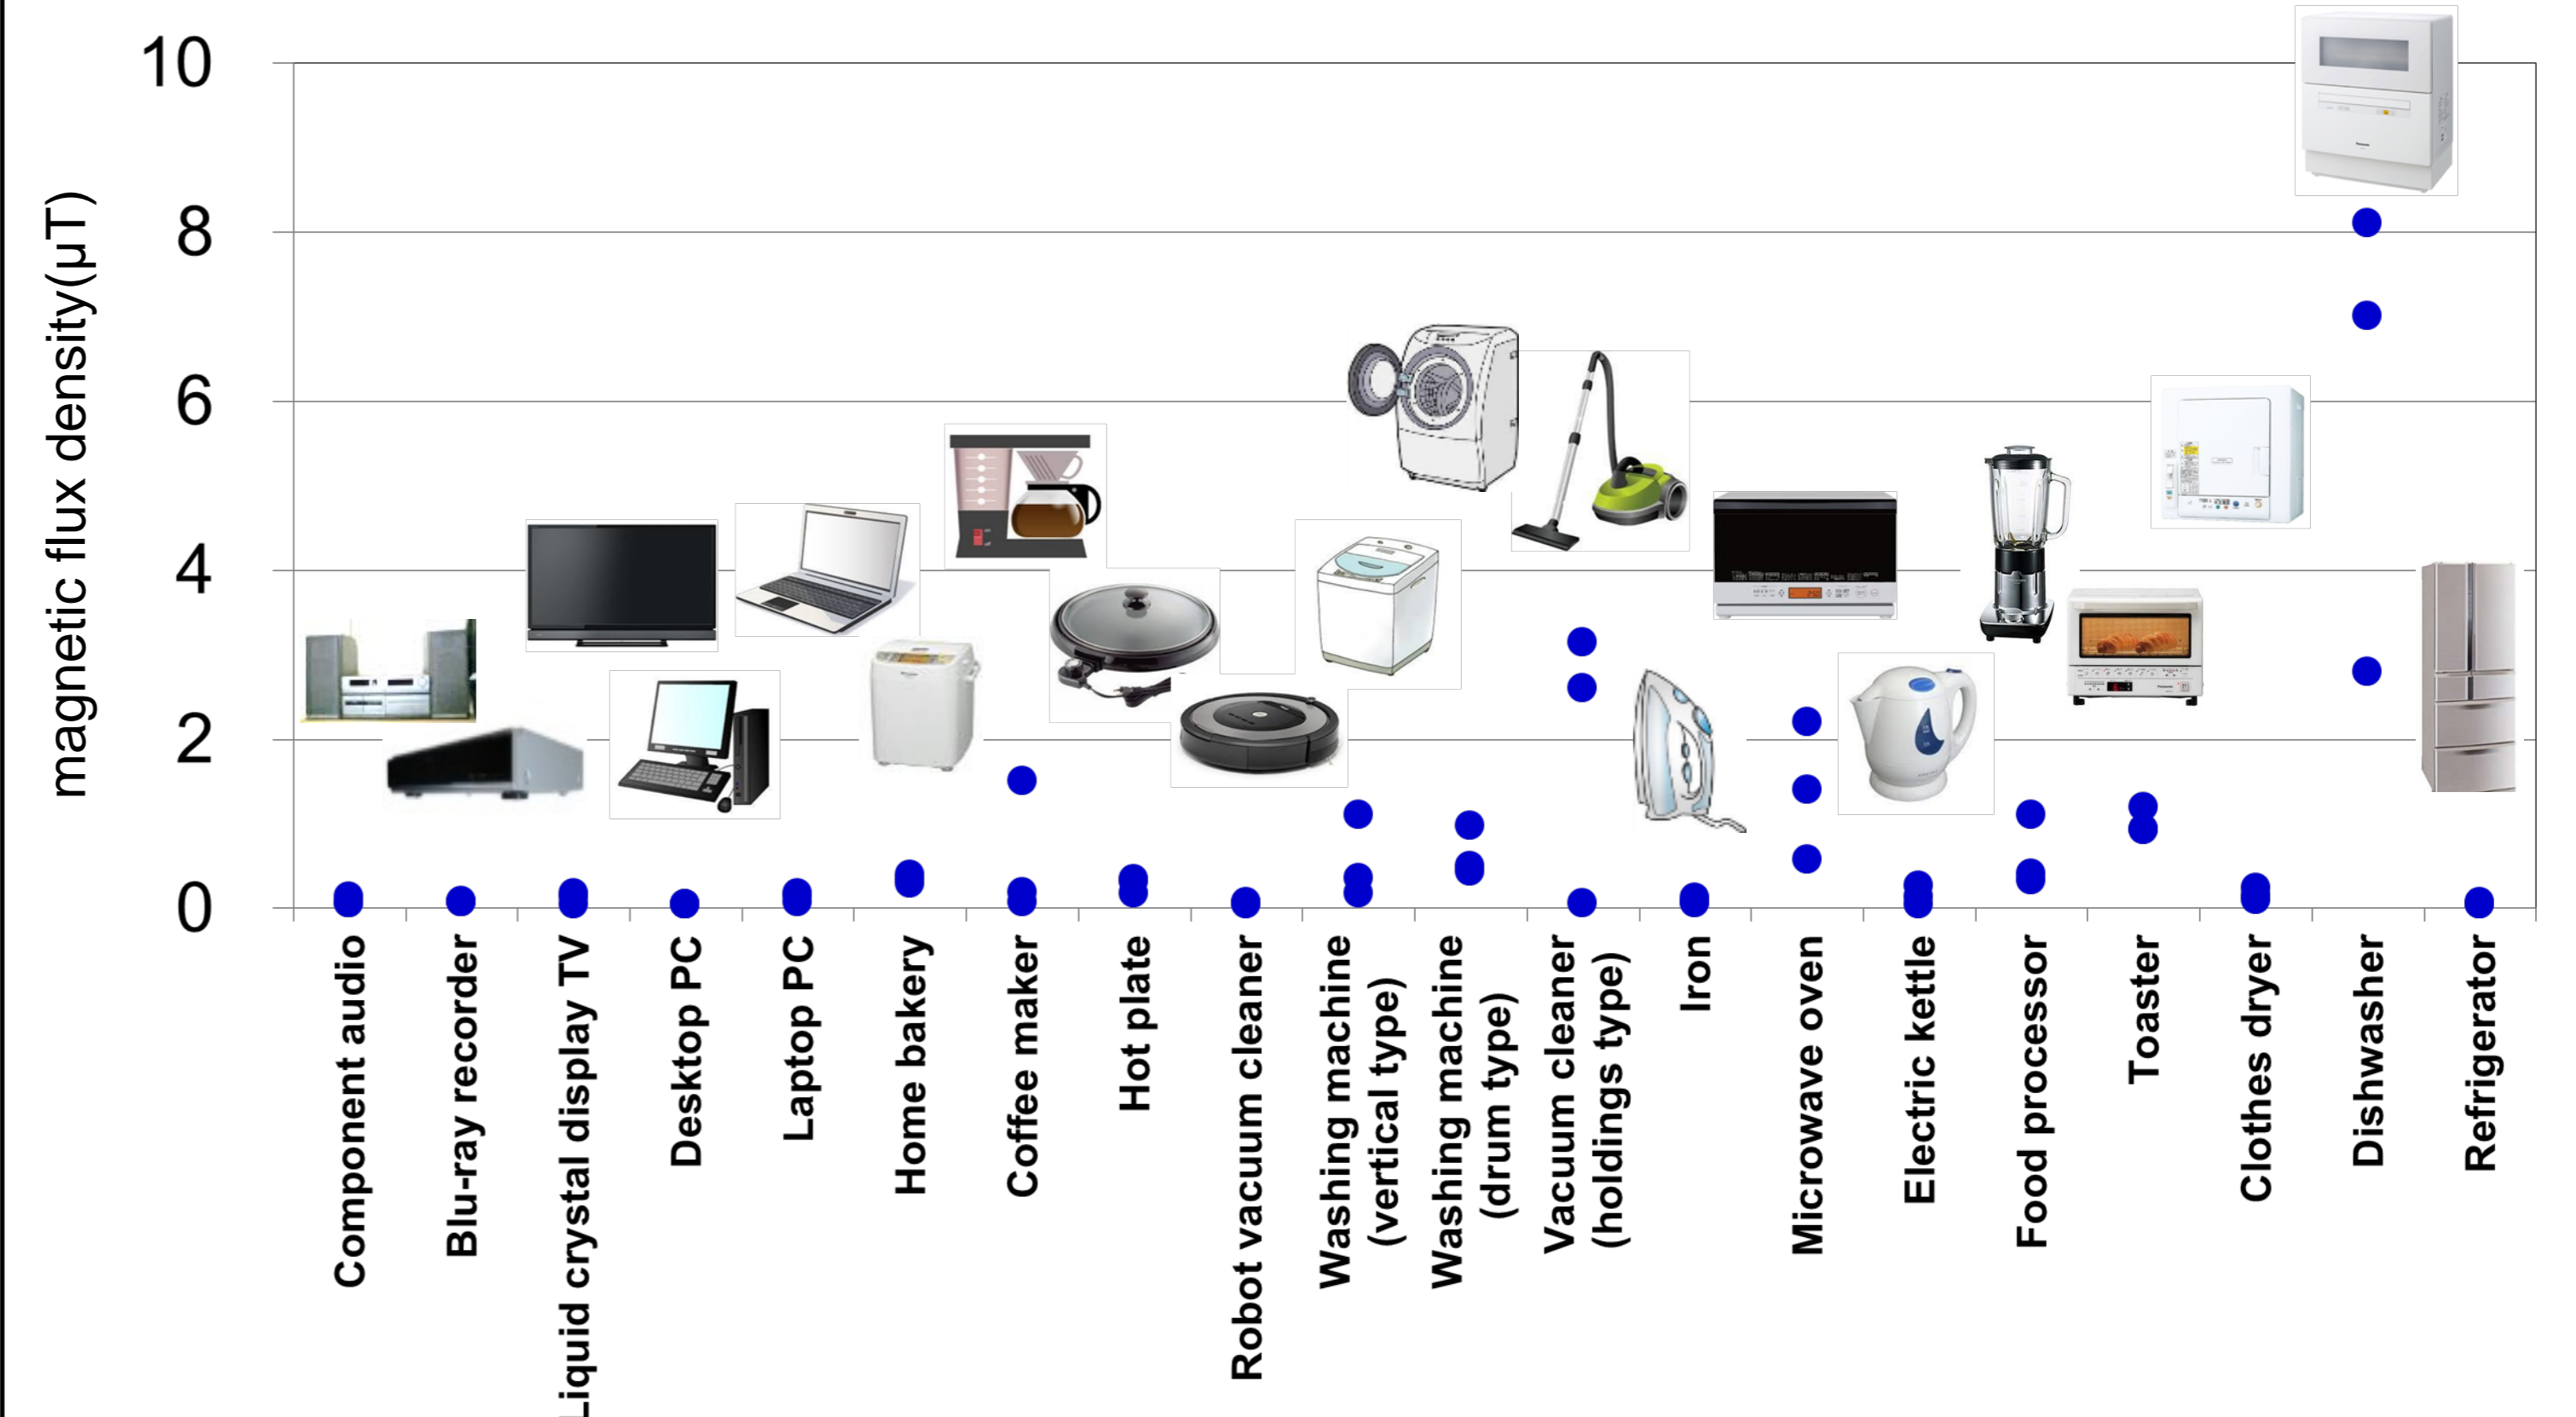 magnetic flux density(μT)
10
8
6
4
2
0
Component audio
Blu-ray recorder
Liquid crystal display TV
Desktop PC
Laptop PC
Home bakery
Coffee maker
Hot plate
Robot vacuum cleaner
Washing machine
(vertical type)
Washing machine
(drum type)
Vacuum cleaner
(holdings type)
Iron
Microwave oven
Electric kettle
Food processor
Toaster
Clothes dryer
Dishwasher
Refrigerator